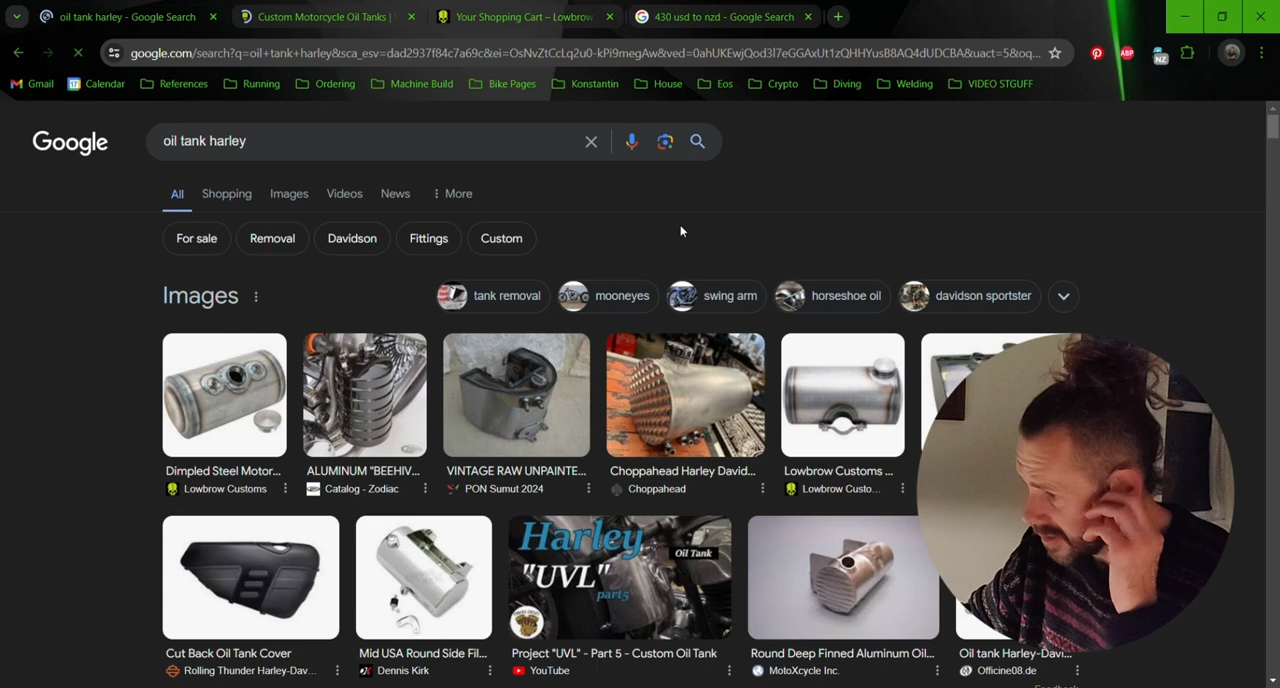 oil tank harley - Google Search
Custom Motorcycle Oil Tanks |
Your Shopping Cart – Lowbrow
430 usd to nzd - Google Search
google.com/search?q=oil+tank+harley&sca_esv=dad2937f84c7a69c&ei=OsNvZtCcLq2u0-kPi9megAw&ved=0ahUKEwjQod3l7eGGAxUt1zQHHYusB8AQ4dUDCBA&uact=5&oq...
ABP
NZ
Gmail
17 Calendar
References
Running
Ordering
Machine Build
Bike Pages
Konstantin
House
Eos
Crypto
Diving
Welding
VIDEO STGUFF
Google
oil tank harley
All
Shopping
Images
Videos
News
More
For sale
Removal
Davidson
Fittings
Custom
Images
tank removal
mooneyes
swing arm
horseshoe oil
davidson sportster
Dimpled Steel Motor...
Lowbrow Customs
ALUMINUM "BEEHIV...
Catalog - Zodiac
VINTAGE RAW UNPAINTE...
PON Sumut 2024
Choppahead Harley David...
Choppahead
Lowbrow Customs ...
Lowbrow Custo...
Harley
Oil Tank
"UVL"
part5
Cut Back Oil Tank Cover
Rolling Thunder Harley-Dav...
Mid USA Round Side Fil...
Dennis Kirk
Project "UVL" - Part 5 - Custom Oil Tank
YouTube
Round Deep Finned Aluminum Oil...
MotoXcycle Inc.
Oil tank Harley-Davi...
Officine08.de
Feedback